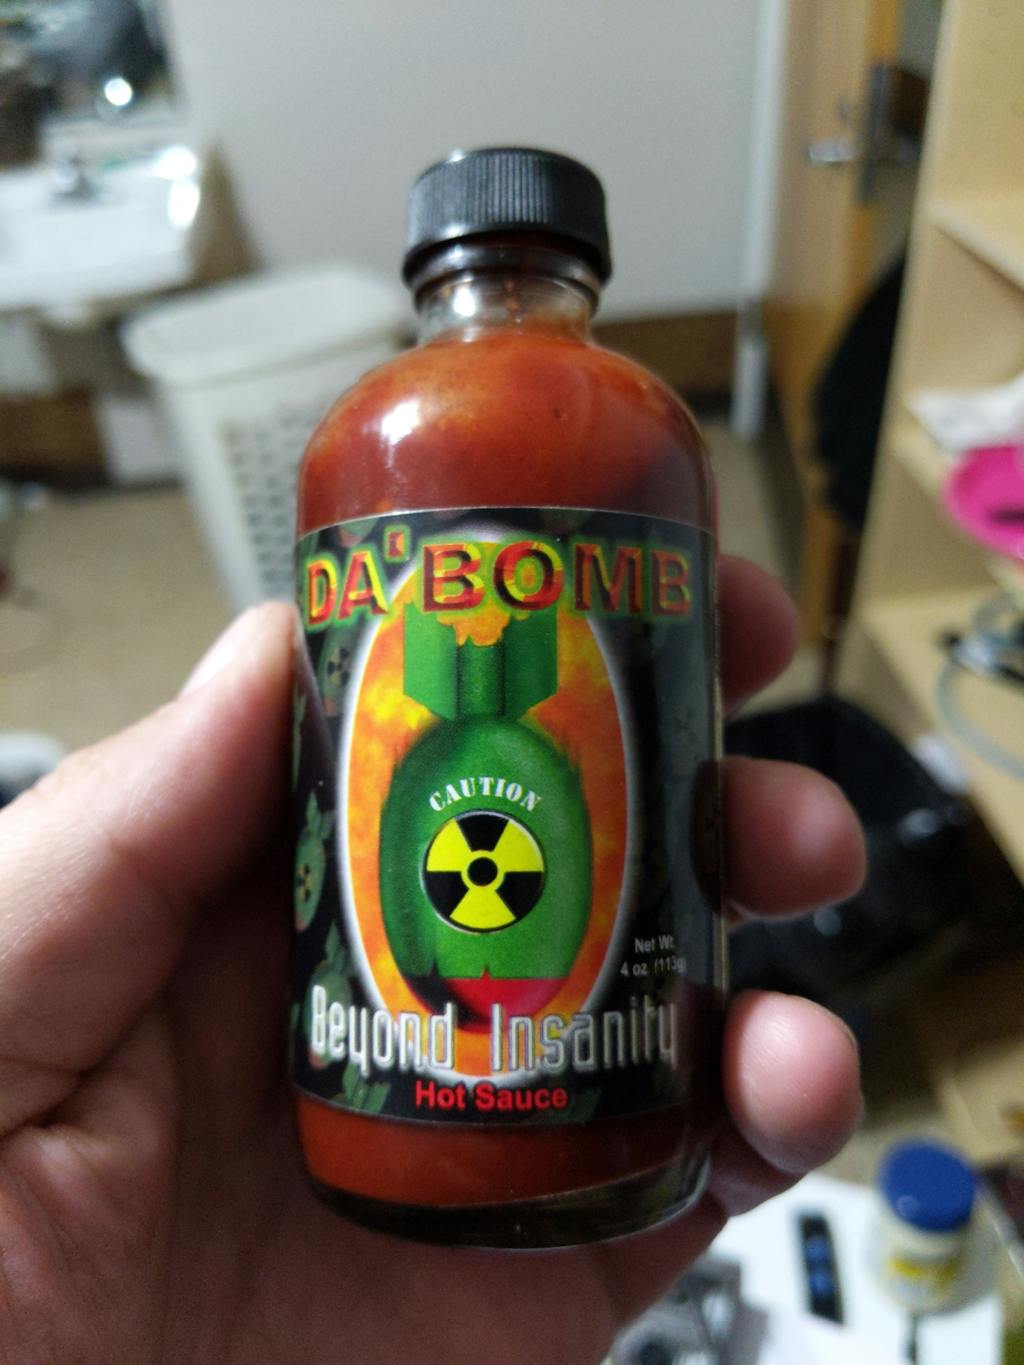 DA'BOMB
CAUTION
Net Wt.
4 oz. (113g)
Beyond Insanity
Hot Sauce